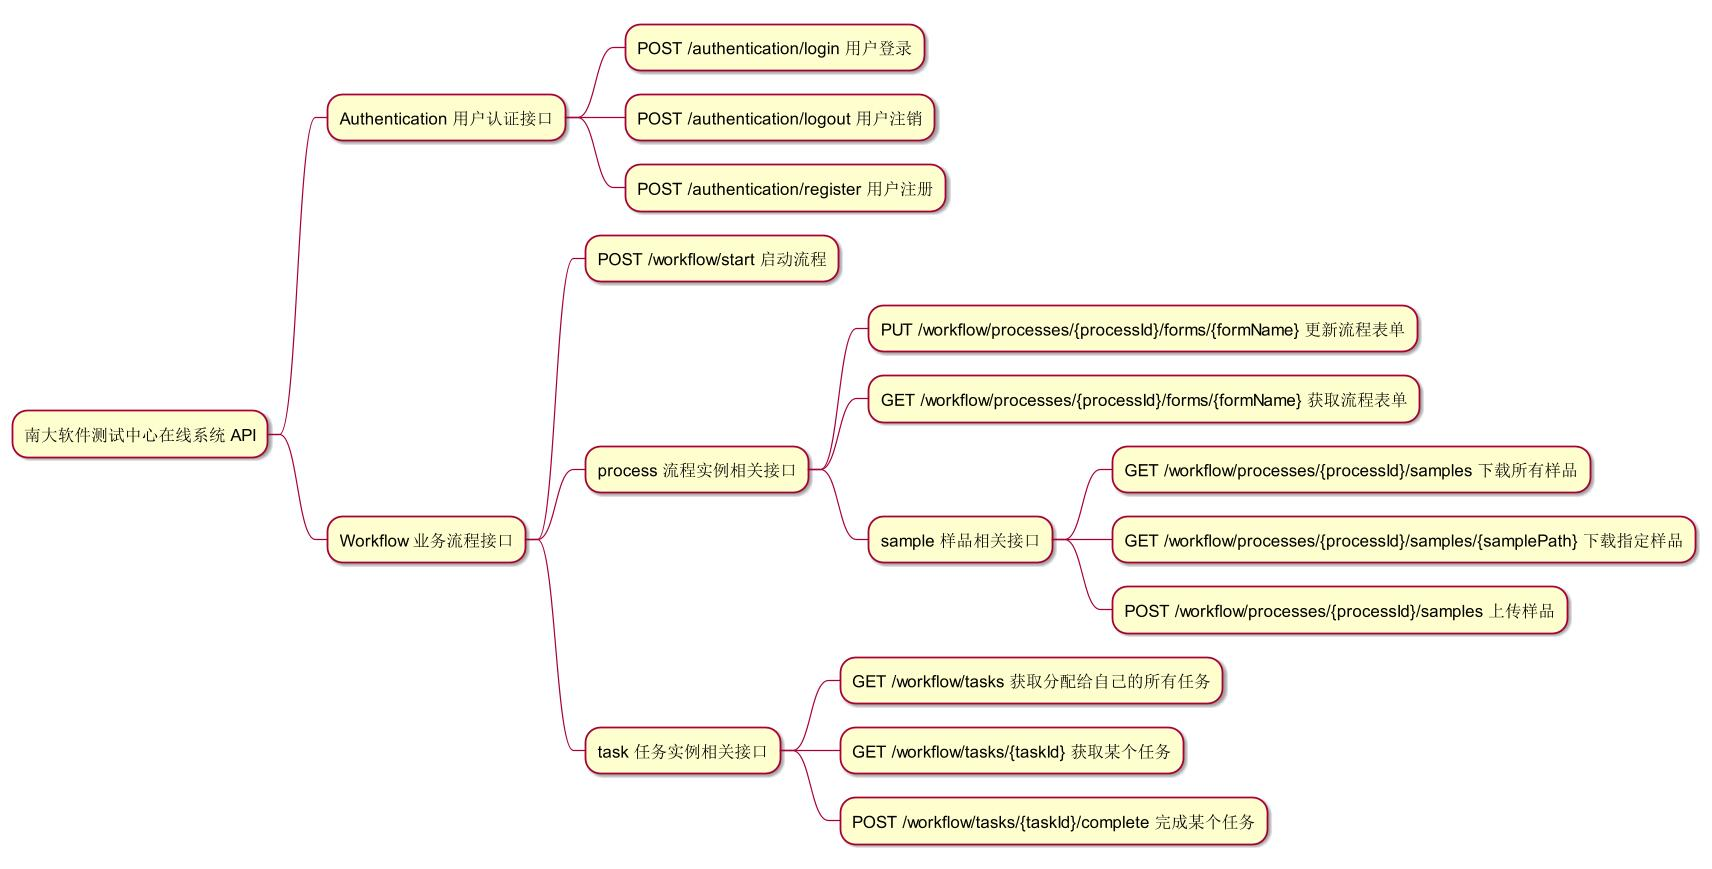 南大软件测试中心在线系统 API
Authentication 用户认证接口
POST /authentication/login 用户登录
POST /authentication/logout 用户注销
POST /authentication/register 用户注册
Workflow 业务流程接口
POST /workflow/start 启动流程
process 流程实例相关接口
PUT /workflow/processes/{processId}/forms/{formName} 更新流程表单
GET /workflow/processes/{processId}/forms/{formName} 获取流程表单
sample 样品相关接口
GET /workflow/processes/{processId}/samples 下载所有样品
GET /workflow/processes/{processId}/samples/{samplePath} 下载指定样品
POST /workflow/processes/{processId}/samples 上传样品
task 任务实例相关接口
GET /workflow/tasks 获取分配给自己的所有任务
GET /workflow/tasks/{taskId} 获取某个任务
POST /workflow/tasks/{taskId}/complete 完成某个任务